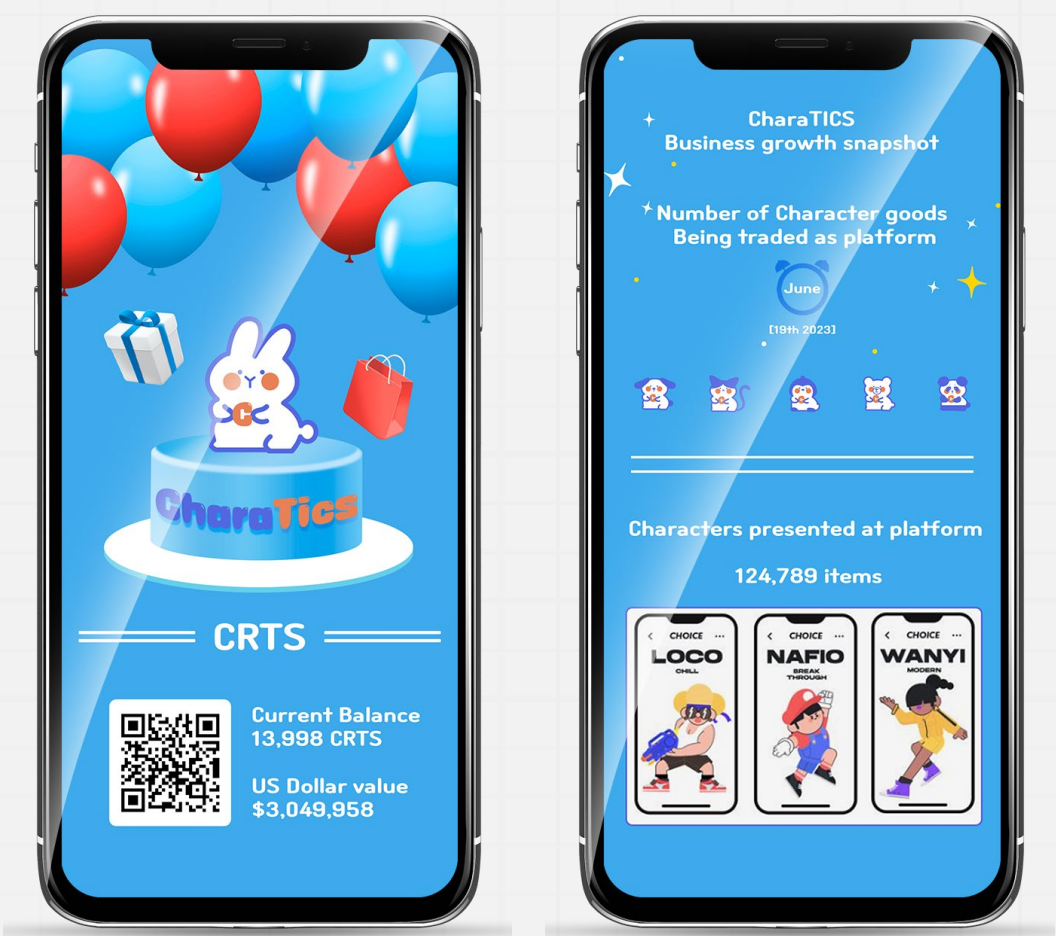 CharaTics
CRTS
Current Balance
13,998 CRTS
US Dollar value
$3,049,958
CharaTICS
Business growth snapshot
Number of Character goods
Being traded as platform
June
[19th 2023]
Characters presented at platform
124,789 items
CHOICE
LOCO
CHILL
CHOICE
NAFIO
BREAK
THROUGH
CHOICE
WANYI
MODERN